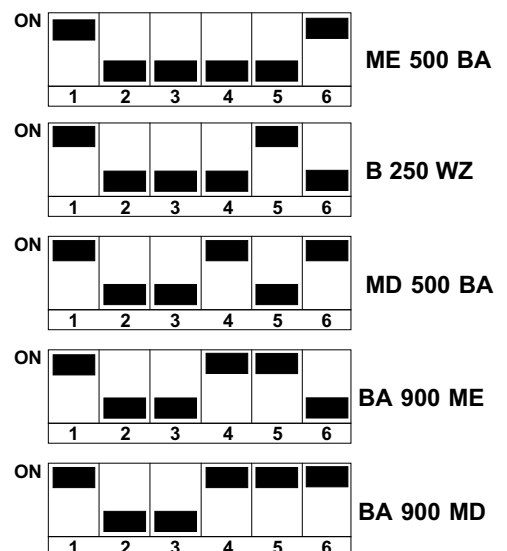 ON
ME 500 BA
1 2 3 4 5 6
ON
B 250 WZ
1 2 3 4 5 6
ON
MD 500 BA
1 2 3 4 5 6
ON
BA 900 ME
1 2 3 4 5 6
ON
BA 900 MD
1 2 3 4 5 6